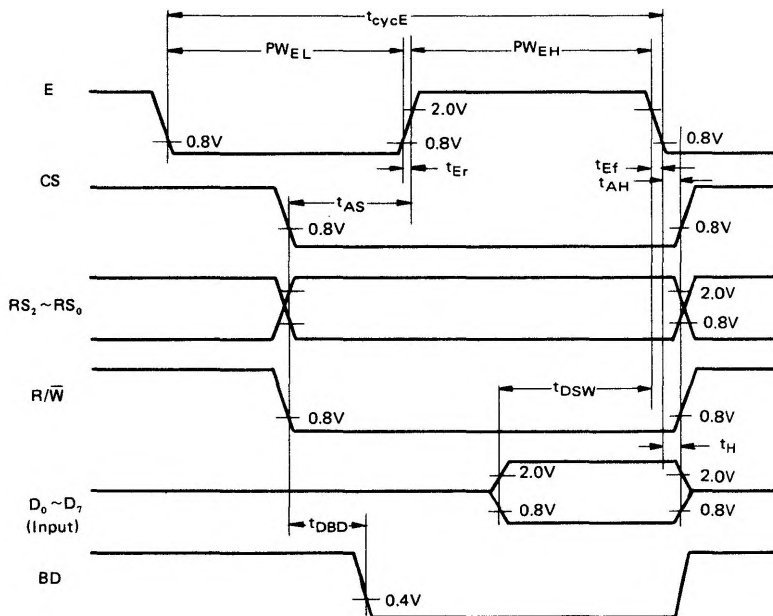 t_cycE
PW_EL
PW_EH
E
2.0V
0.8V
0.8V
0.8V
t_Er
t_Ef
t_AH
CS
t_AS
0.8V
0.8V
RS₂~RS₀
2.0V
0.8V
R/W̅
t_DSW
0.8V
0.8V
t_H
D₀~D₇
(Input)
2.0V
0.8V
2.0V
0.8V
t_DBD
BD
0.4V